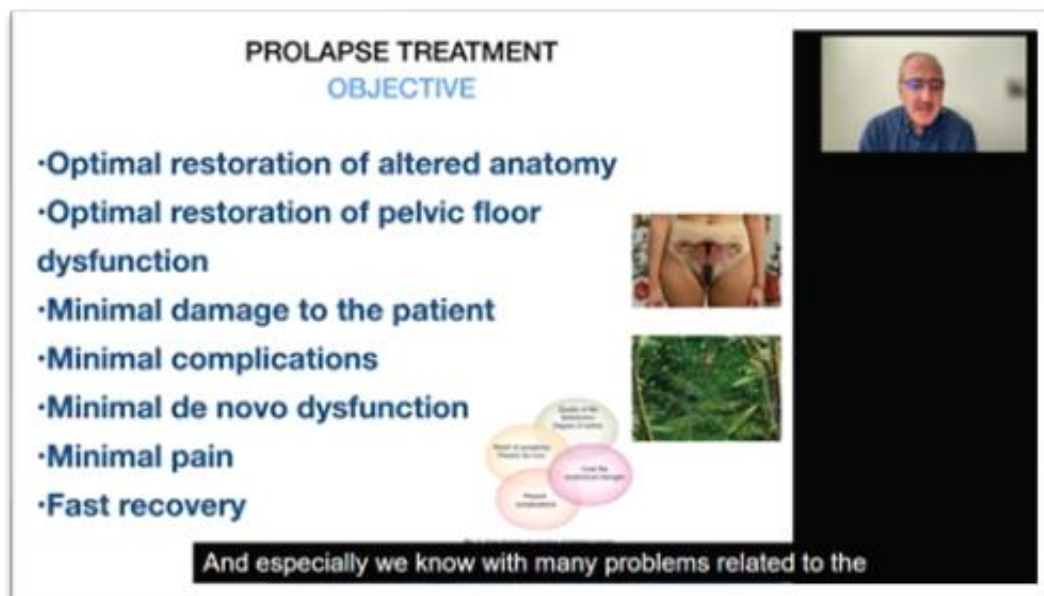 PROLAPSE TREATMENT
OBJECTIVE
·Optimal restoration of altered anatomy
·Optimal restoration of pelvic floor
dysfunction
·Minimal damage to the patient
·Minimal complications
·Minimal de novo dysfunction
·Minimal pain
·Fast recovery
And especially we know with many problems related to the